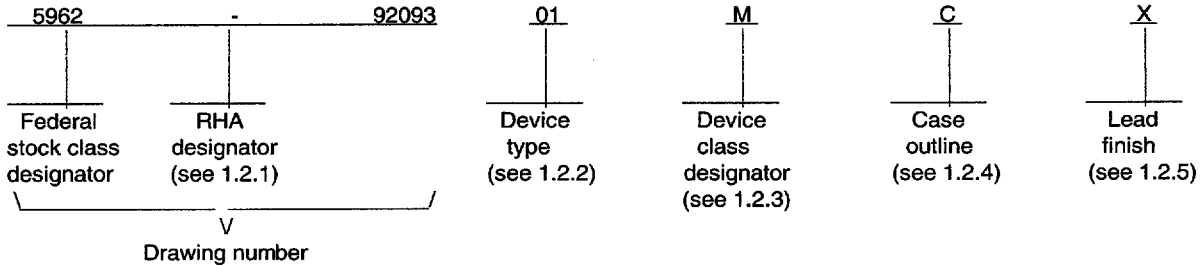 5962 - 92093 01 M C X
Federal stock class designator
RHA designator (see 1.2.1)
Device type (see 1.2.2)
Device class designator (see 1.2.3)
Case outline (see 1.2.4)
Lead finish (see 1.2.5)
V
Drawing number